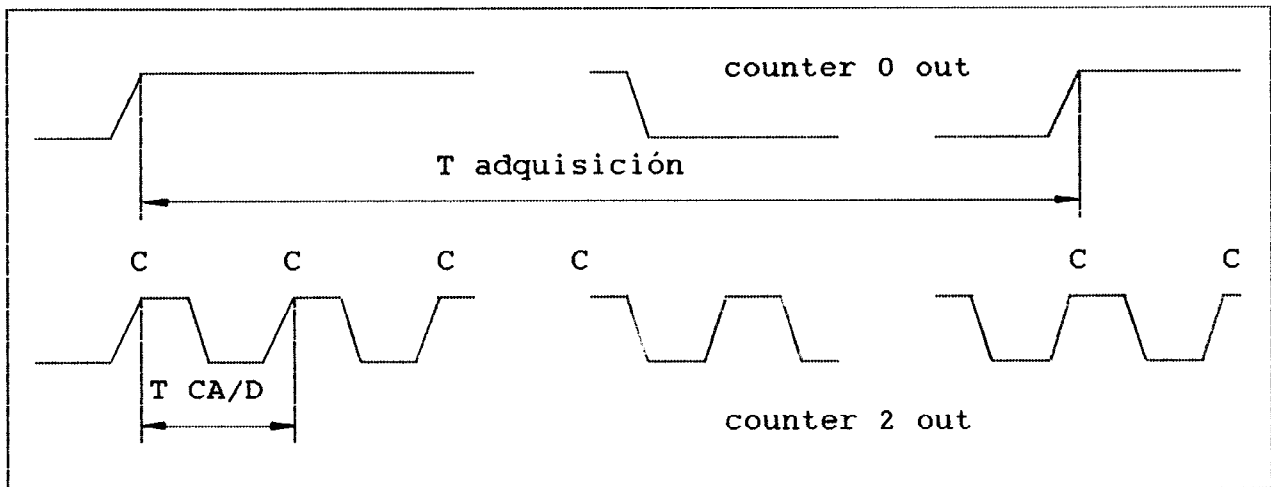 counter 0 out
T adquisición
C C C C C C
T CA/D
counter 2 out